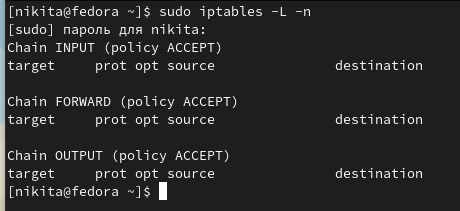 [nikita@fedora ~]$ sudo iptables -L -n
[sudo] пароль для nikita:
Chain INPUT (policy ACCEPT)
target     prot opt source               destination
Chain FORWARD (policy ACCEPT)
target     prot opt source               destination
Chain OUTPUT (policy ACCEPT)
target     prot opt source               destination
[nikita@fedora ~]$